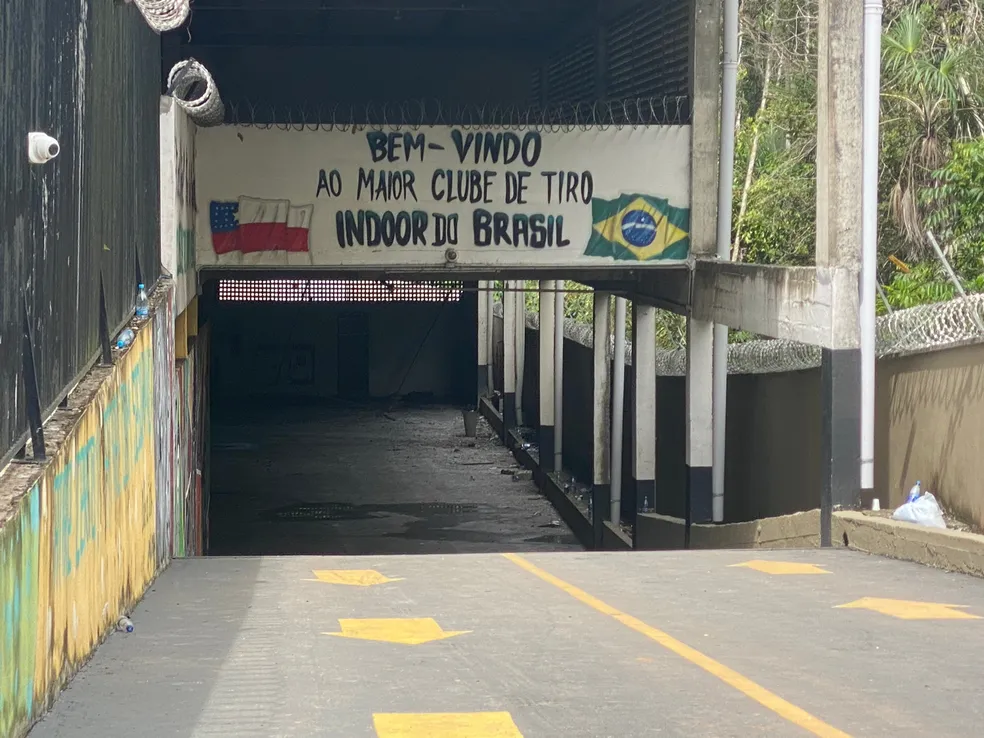 BEM-VINDO
AO MAIOR CLUBE DE TIRO
INDOOR DO BRASIL